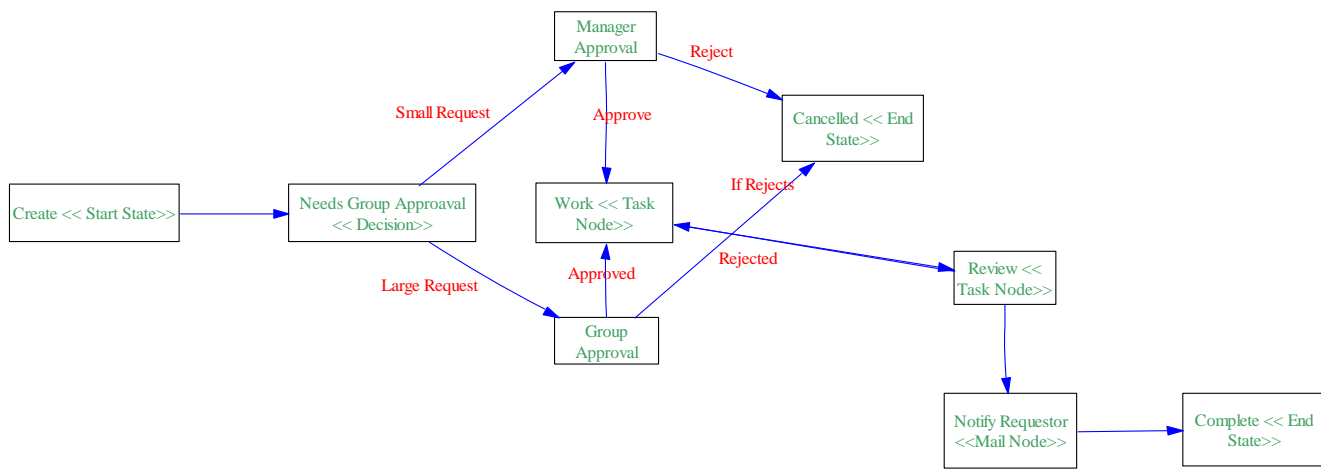 Manager
Approval
Reject
Cancelled << End
State>>
Small Request
Approve
If Rejects
Create << Start State>>
Needs Group Approaval
<< Decision>>
Work << Task
Node>>
Rejected
Approved
Large Request
Review <<
Task Node>>
Group
Approval
Notify Requestor
<<Mail Node>>
Complete << End
State>>